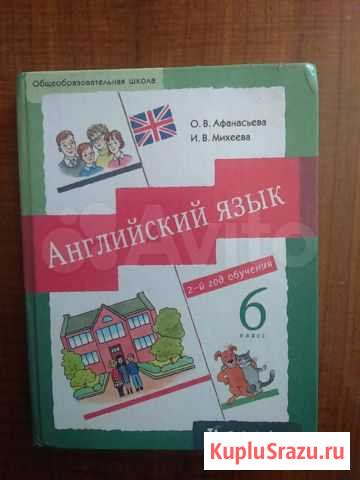 Общеобразовательная школа
О. В. Афанасьева
И. В. Михеева
Английский язык
2-й год обучения
6
класс
Avito
KupluSrazu.ru